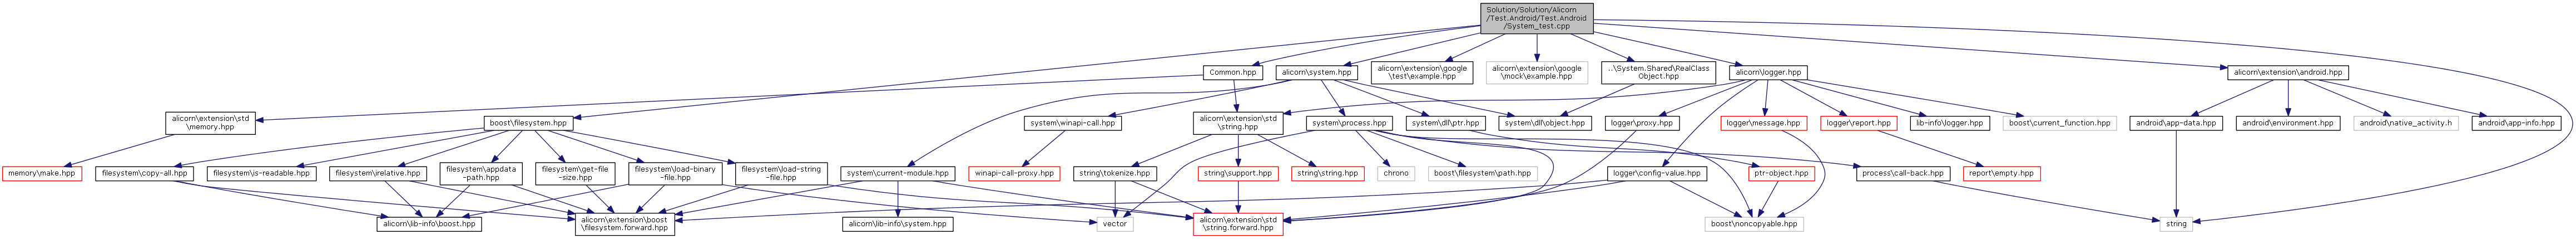 Solution/Solution/Alicorn
/Test.Android/Test.Android
/System_test.cpp
Common.hpp
alicorn\system.hpp
alicorn\extension\google
\test\example.hpp
alicorn\extension\google
\mock\example.hpp
..\System.Shared\RealClass
Object.hpp
alicorn\logger.hpp
alicorn\extension\android.hpp
alicorn\extension\std
\memory.hpp
boost\filesystem.hpp
system\winapi-call.hpp
alicorn\extension\std
\string.hpp
system\process.hpp
system\dll\ptr.hpp
system\dll\object.hpp
logger\proxy.hpp
logger\message.hpp
logger\report.hpp
lib-info\logger.hpp
boost\current_function.hpp
android\app-data.hpp
android\environment.hpp
android\native_activity.h
android\app-info.hpp
memory\make.hpp
filesystem\copy-all.hpp
filesystem\is-readable.hpp
filesystem\irelative.hpp
filesystem\appdata
-path.hpp
filesystem\get-file
-size.hpp
filesystem\load-binary
-file.hpp
filesystem\load-string
-file.hpp
system\current-module.hpp
winapi-call-proxy.hpp
string\tokenize.hpp
string\support.hpp
string\string.hpp
chrono
boost\filesystem\path.hpp
logger\config-value.hpp
ptr-object.hpp
process\call-back.hpp
report\empty.hpp
alicorn\lib-info\boost.hpp
alicorn\extension\boost
\filesystem.forward.hpp
alicorn\lib-info\system.hpp
vector
alicorn\extension\std
\string.forward.hpp
boost\noncopyable.hpp
string